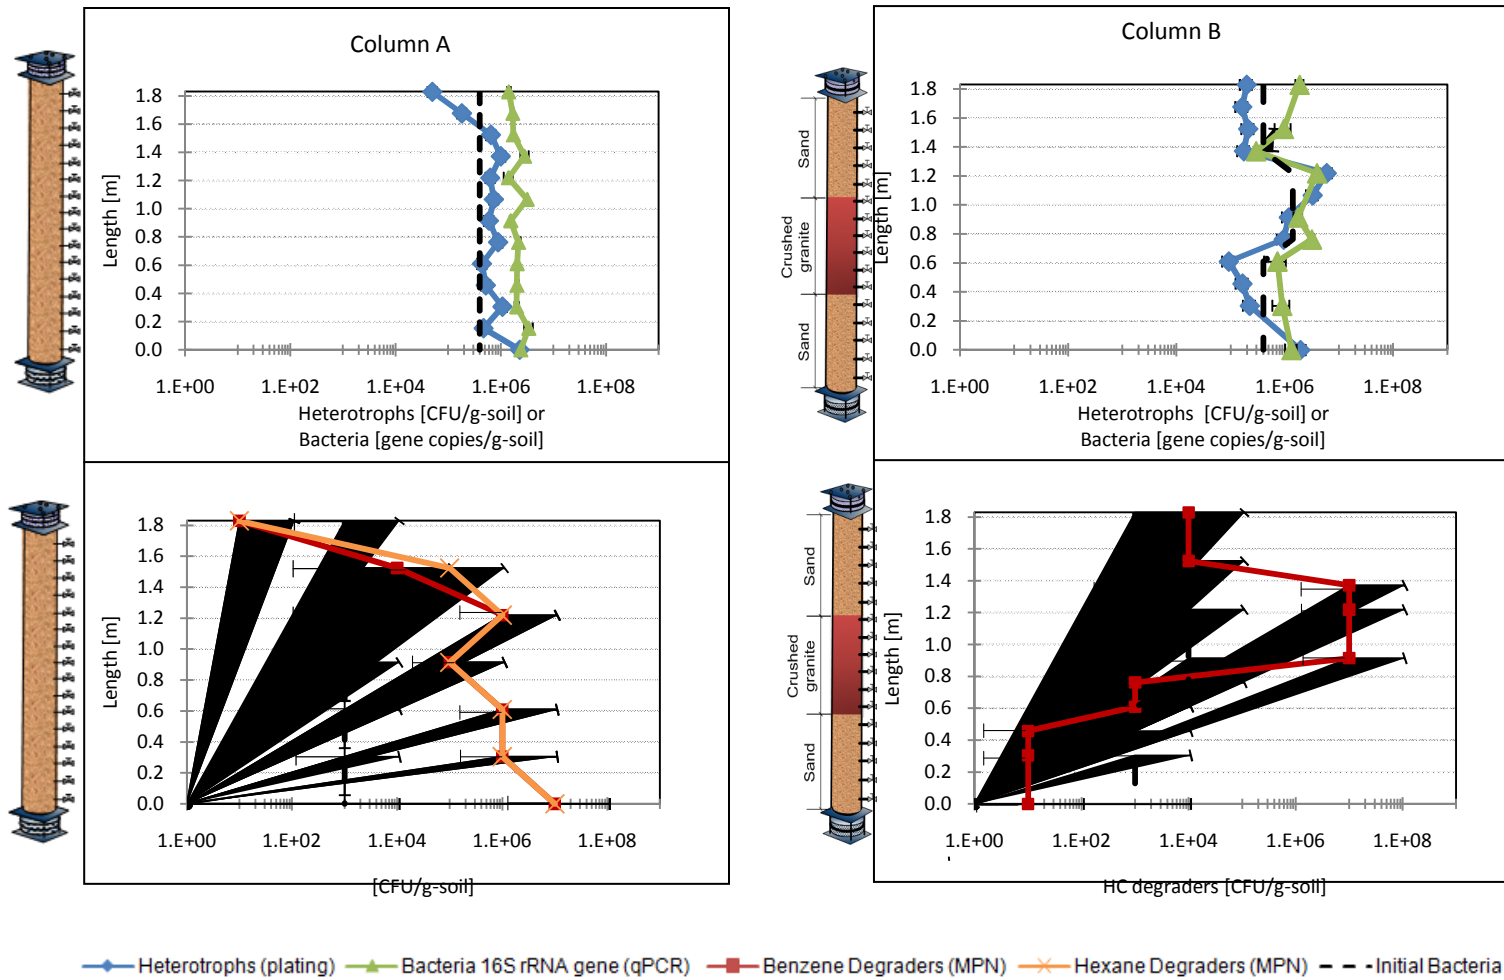 Column A
Length [m]
1.8
1.6
1.4
1.2
1.0
0.8
0.6
0.4
0.2
0.0
1.E+00 1.E+02 1.E+04 1.E+06 1.E+08
Heterotrophs [CFU/g-soil] or
Bacteria [gene copies/g-soil]
Column B
Sand
Crushed
granite
Sand
Length [m]
1.8
1.6
1.4
1.2
1.0
0.8
0.6
0.4
0.2
0.0
1.E+00 1.E+02 1.E+04 1.E+06 1.E+08
Heterotrophs [CFU/g-soil] or
Bacteria [gene copies/g-soil]
Length [m]
1.8
1.6
1.4
1.2
1.0
0.8
0.6
0.4
0.2
0.0
1.E+00 1.E+02 1.E+04 1.E+06 1.E+08
[CFU/g-soil]
Sand
Crushed
granite
Sand
Length [m]
1.8
1.6
1.4
1.2
1.0
0.8
0.6
0.4
0.2
0.0
1.E+00 1.E+02 1.E+04 1.E+06 1.E+08
HC degraders [CFU/g-soil]
Heterotrophs (plating) Bacteria 16S rRNA gene (qPCR) Benzene Degraders (MPN) Hexane Degraders (MPN) Initial Bacteria